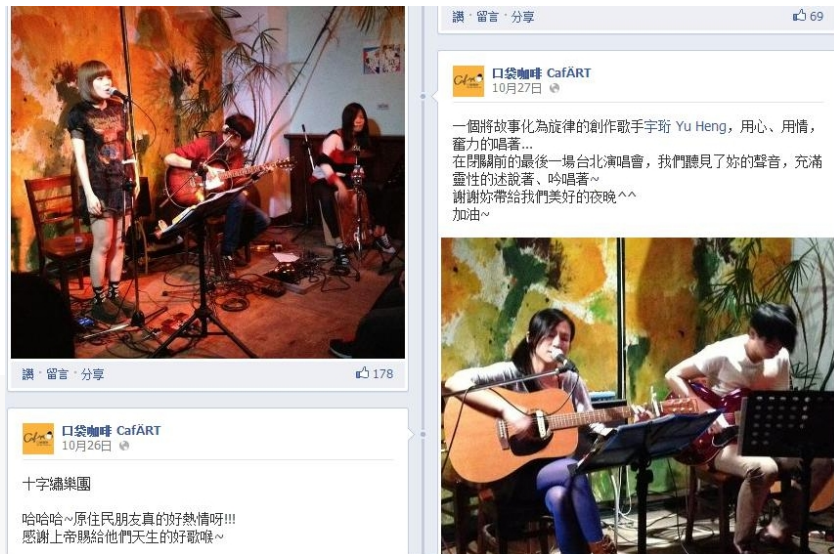 讚 · 留言 · 分享
178
口袋咖啡 CafÄRT
10月26日
十字繡樂團
哈哈哈~原住民朋友真的好熱情呀!!!
感謝上帝賜給他們天生的好歌喉~
讚 · 留言 · 分享
69
口袋咖啡 CafÄRT
10月27日
一個將故事化為旋律的創作歌手宇珩 Yu Heng，用心、用情，
奮力的唱著...
在閉關前的最後一場台北演唱會，我們聽見了妳的聲音，充滿
靈性的述說著、吟唱著~
謝謝妳帶給我們美好的夜晚^^
加油~